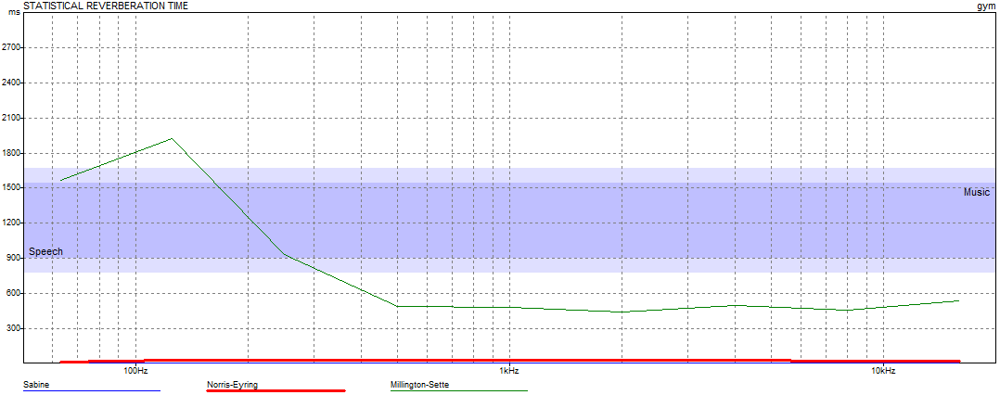 STATISTICAL REVERBERATION TIME gym
ms
2700
2400
2100
1800
1500
Music
1200
Speech
900
600
300
100Hz 1kHz 10kHz
Sabine Norris-Eyring Millington-Sette